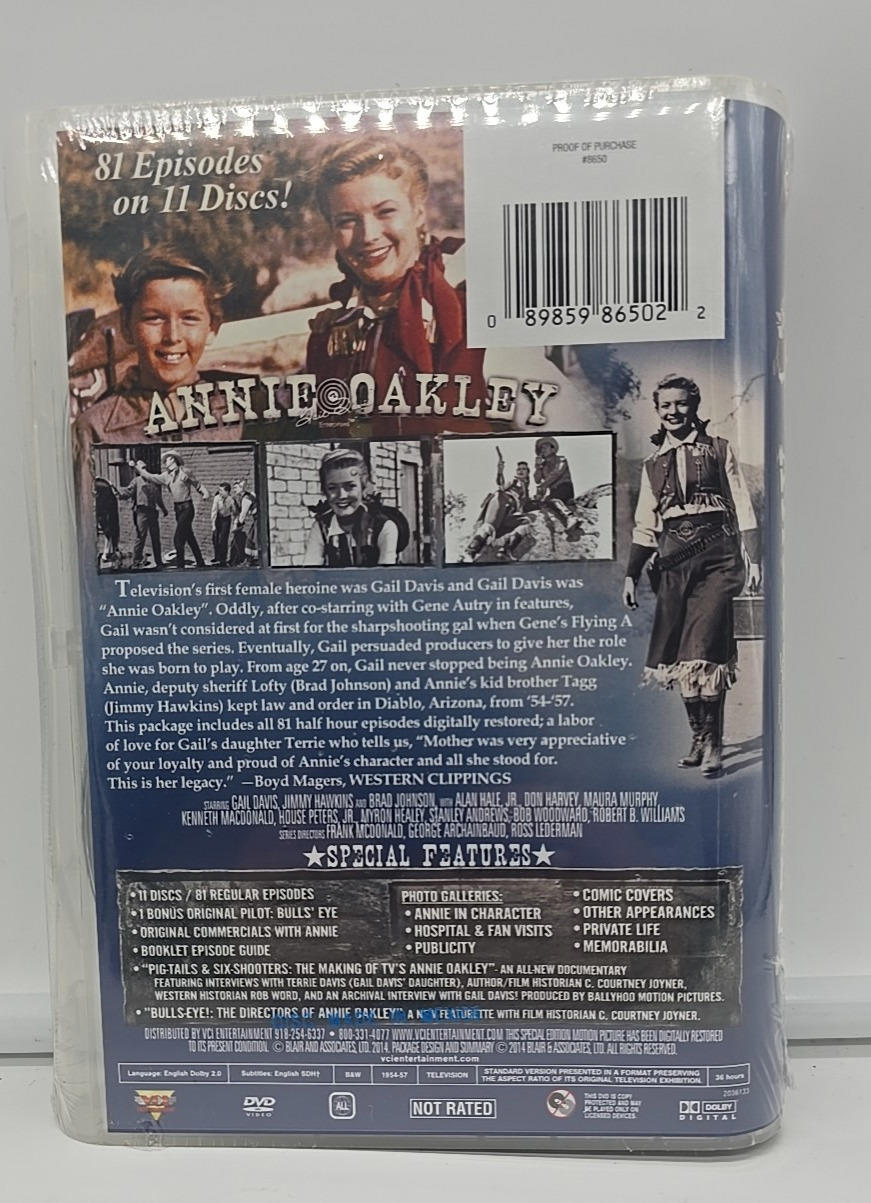 81 Episodes
on 11 Discs!
PROOF OF PURCHASE
#8650
0 89859 86502 2
ANNIE OAKLEY
Television's first female heroine was Gail Davis and Gail Davis was
"Annie Oakley". Oddly, after co-starring with Gene Autry in features,
Gail wasn't considered at first for the sharpshooting gal when Gene's Flying A
proposed the series. Eventually, Gail persuaded producers to give her the role
she was born to play. From age 27 on, Gail never stopped being Annie Oakley.
Annie, deputy sheriff Lofty (Brad Johnson) and Annie's kid brother Tagg
(Jimmy Hawkins) kept law and order in Diablo, Arizona, from '54-'57.
This package includes all 81 half hour episodes digitally restored; a labor
of love for Gail's daughter Terrie who tells us, "Mother was very appreciative
of your loyalty and proud of Annie's character and all she stood for.
This is her legacy." —Boyd Magers, WESTERN CLIPPINGS
STARRING GAIL DAVIS, JIMMY HAWKINS AND BRAD JOHNSON, WITH ALAN HALE, JR., DON HARVEY, MAURA MURPHY,
KENNETH MACDONALD, HOUSE PETERS, JR., MYRON HEALEY, STANLEY ANDREWS, BOB WOODWARD, ROBERT B. WILLIAMS
SERIES DIRECTORS FRANK MCDONALD, GEORGE ARCHAINBAUD, ROSS LEDERMAN
★SPECIAL FEATURES★
• 11 DISCS / 81 REGULAR EPISODES
• 1 BONUS ORIGINAL PILOT: BULLS' EYE
• ORIGINAL COMMERCIALS WITH ANNIE
• BOOKLET EPISODE GUIDE
PHOTO GALLERIES:
• ANNIE IN CHARACTER
• HOSPITAL & FAN VISITS
• PUBLICITY
• COMIC COVERS
• OTHER APPEARANCES
• PRIVATE LIFE
• MEMORABILIA
• "PIG-TAILS & SIX-SHOOTERS: THE MAKING OF TV'S ANNIE OAKLEY"- AN ALL-NEW DOCUMENTARY
FEATURING INTERVIEWS WITH TERRIE DAVIS (GAIL DAVIS' DAUGHTER), AUTHOR/FILM HISTORIAN C. COURTNEY JOYNER,
WESTERN HISTORIAN ROB WORD, AND AN ARCHIVAL INTERVIEW WITH GAIL DAVIS! PRODUCED BY BALLYHOO MOTION PICTURES.
• "BULLS-EYE!: THE DIRECTORS OF ANNIE OAKLEY: A NEW FEATURETTE WITH FILM HISTORIAN C. COURTNEY JOYNER.
DISTRIBUTED BY VCI ENTERTAINMENT 918-254-6337 • 800-331-4077 WWW.VCIENTERTAINMENT.COM THIS SPECIAL EDITION MOTION PICTURE HAS BEEN DIGITALLY RESTORED
TO ITS PRESENT CONDITION. © BLAIR AND ASSOCIATES, LTD. 2014. PACKAGE DESIGN AND SUMMARY © 2014 BLAIR & ASSOCIATES, LTD. ALL RIGHTS RESERVED.
vcientertainment.com
Language: English Dolby 2.0
Subtitles: English SDH†
B&W
1954-57
TELEVISION
STANDARD VERSION PRESENTED IN A FORMAT PRESERVING
THE ASPECT RATIO OF ITS ORIGINAL TELEVISION EXHIBITION.
36 hours
2036133
VCI
DVD
VIDEO
ALL
NOT RATED
THIS DVD IS COPY
PROTECTED AND MAY
BE PLAYED ONLY ON
LICENSED DEVICES.
DOLBY
DIGITAL